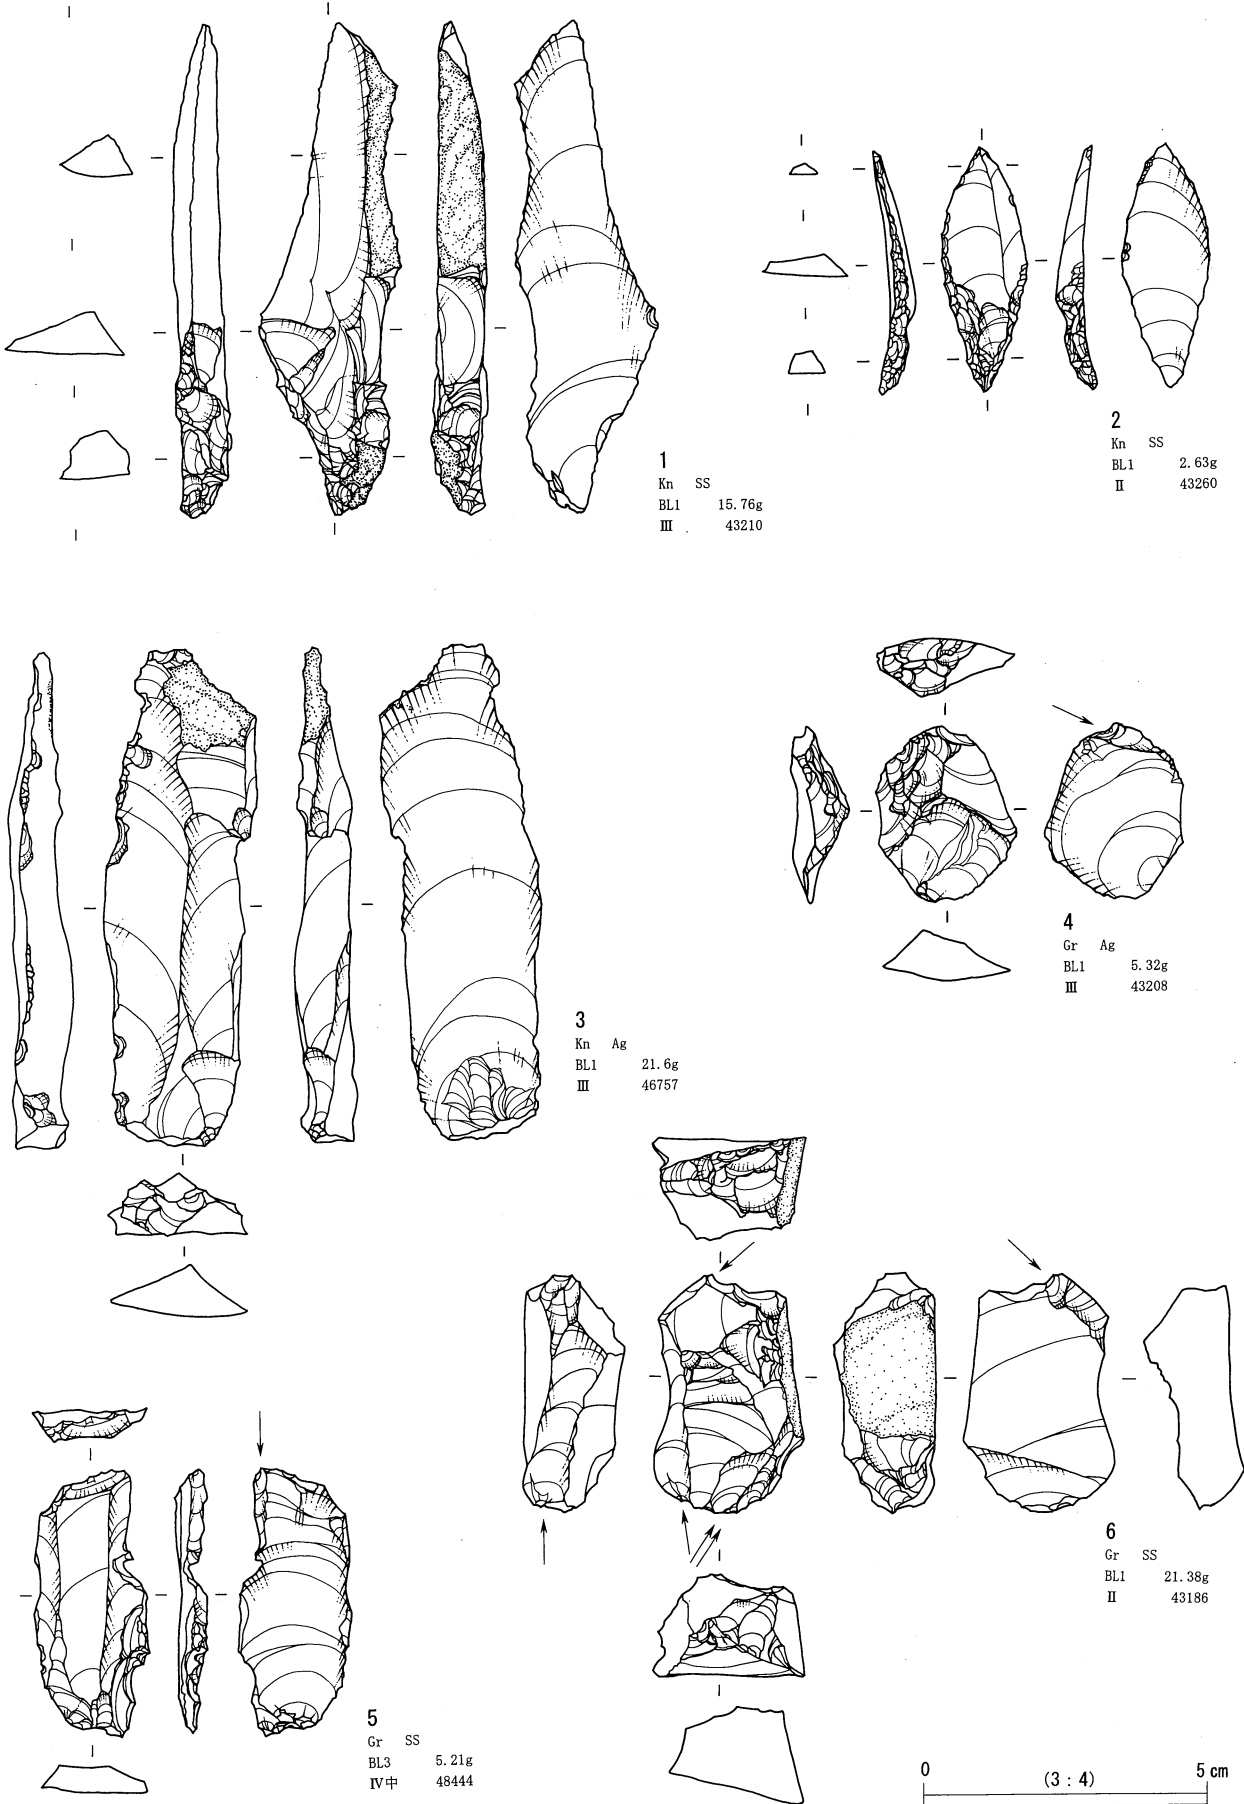 1
Kn SS
BL1 15.76g
Ⅲ 43210
2
Kn SS
BL1 2.63g
Ⅱ 43260
3
Kn Ag
BL1 21.6g
Ⅲ 46757
4
Gr Ag
BL1 5.32g
Ⅲ 43208
5
Gr SS
BL3 5.21g
Ⅳ中 48444
6
Gr SS
BL1 21.38g
Ⅱ 43186
0 (3:4) 5 cm